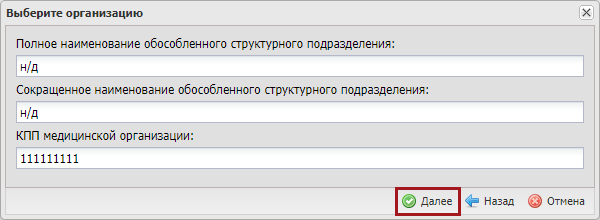 Выберите организацию
Полное наименование обособленного структурного подразделения:
н/д
Сокращенное наименование обособленного структурного подразделения:
н/д
КПП медицинской организации:
111111111
Далее Назад Отмена